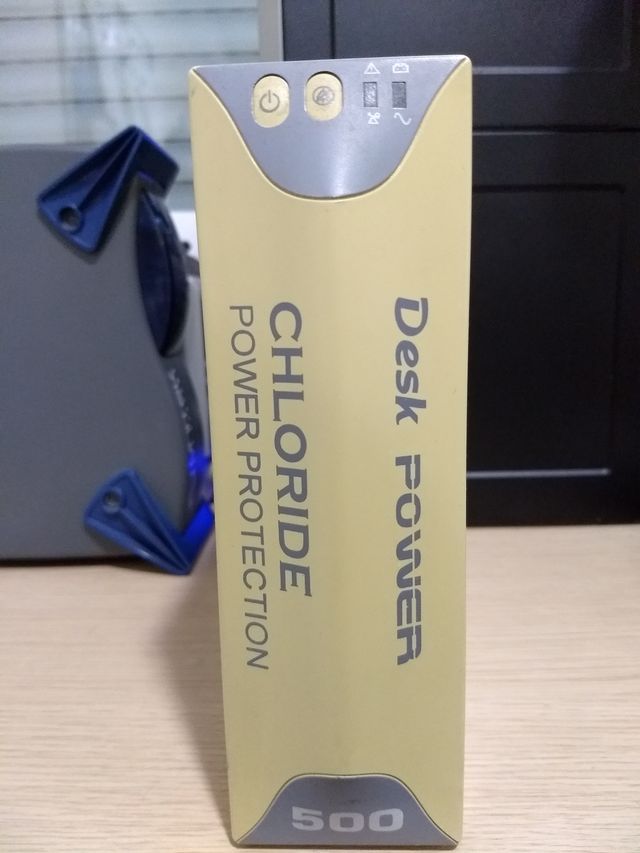 Desk POWER
CHLORIDE
POWER PROTECTION
500